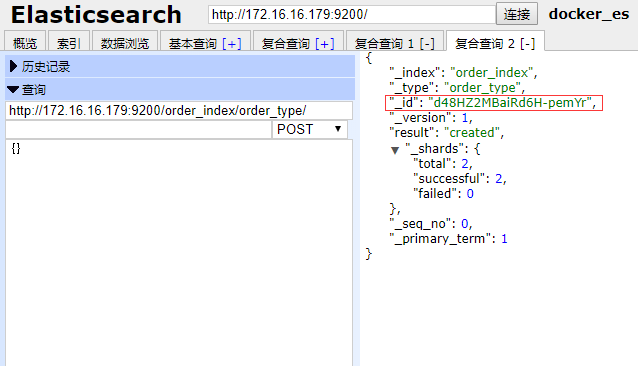 Elasticsearch http://172.16.16.179:9200/ 连接 docker_es
概览 索引 数据浏览 基本查询 [+] 复合查询 [+] 复合查询 1 [-] 复合查询 2 [-]
历史记录
查询
http://172.16.16.179:9200/order_index/order_type/
POST
{}
{
"_index": "order_index",
"_type": "order_type",
"_id": "d48HZ2MBaiRd6H-pemYr",
"_version": 1,
"result": "created",
"_shards": {
"total": 2,
"successful": 2,
"failed": 0
},
"_seq_no": 0,
"_primary_term": 1
}